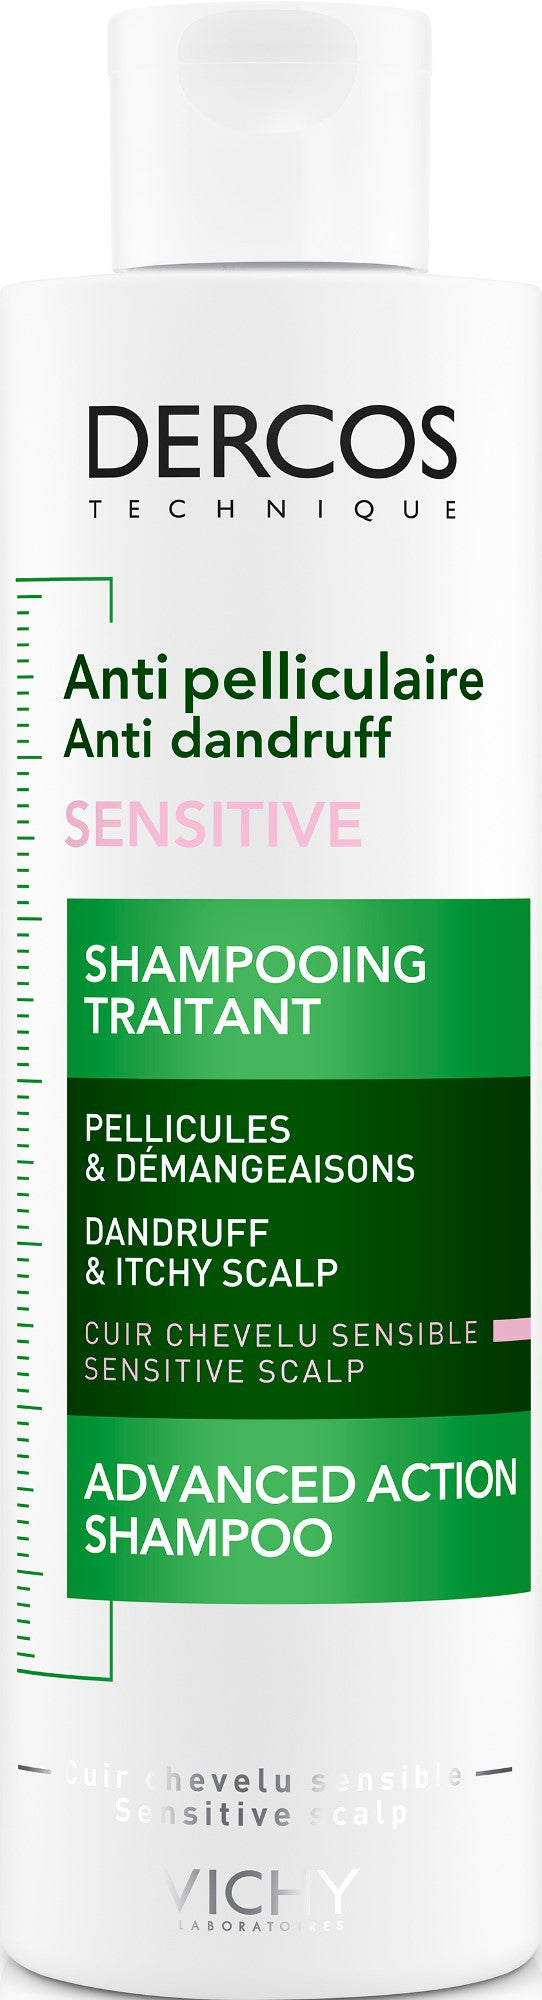 DERCOS
TECHNIQUE
Anti pelliculaire
Anti dandruff
SENSITIVE
SHAMPOOING
TRAITANT
PELLICULES
& DÉMANGEAISONS
DANDRUFF
& ITCHY SCALP
CUIR CHEVELU SENSIBLE
SENSITIVE SCALP
ADVANCED ACTION
SHAMPOO
Cuir chevelu sensible
Sensitive scalp
VICHY
LABORATOIRES